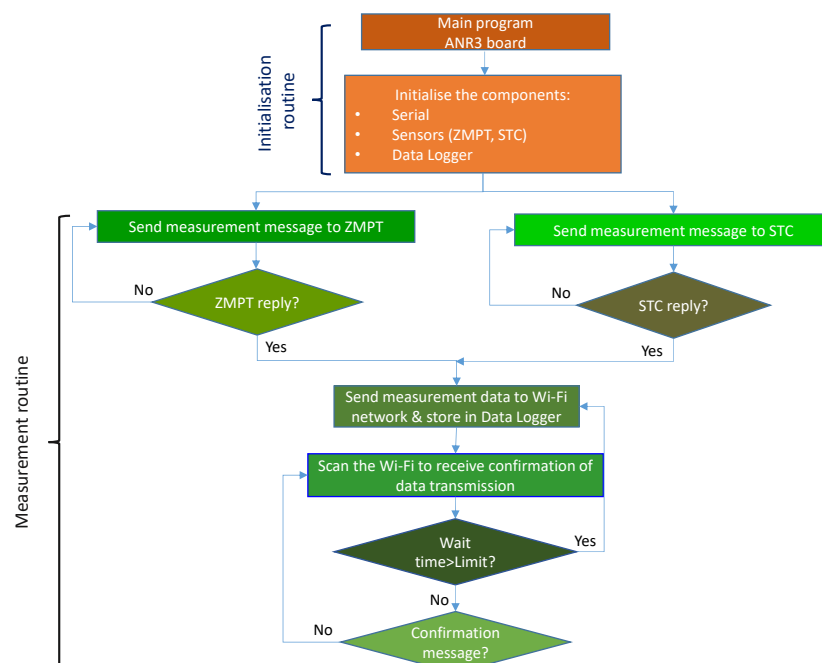 Main program
ANR3 board
Initialisation
routine
Initialise the components:
• Serial
• Sensors (ZMPT, STC)
• Data Logger
Send measurement message to ZMPT
Send measurement message to STC
No
ZMPT reply?
No
STC reply?
Yes
Yes
Measurement routine
Send measurement data to Wi-Fi
network & store in Data Logger
Scan the Wi-Fi to receive confirmation of
data transmission
Wait
time>Limit?
Yes
No
No
Confirmation
message?